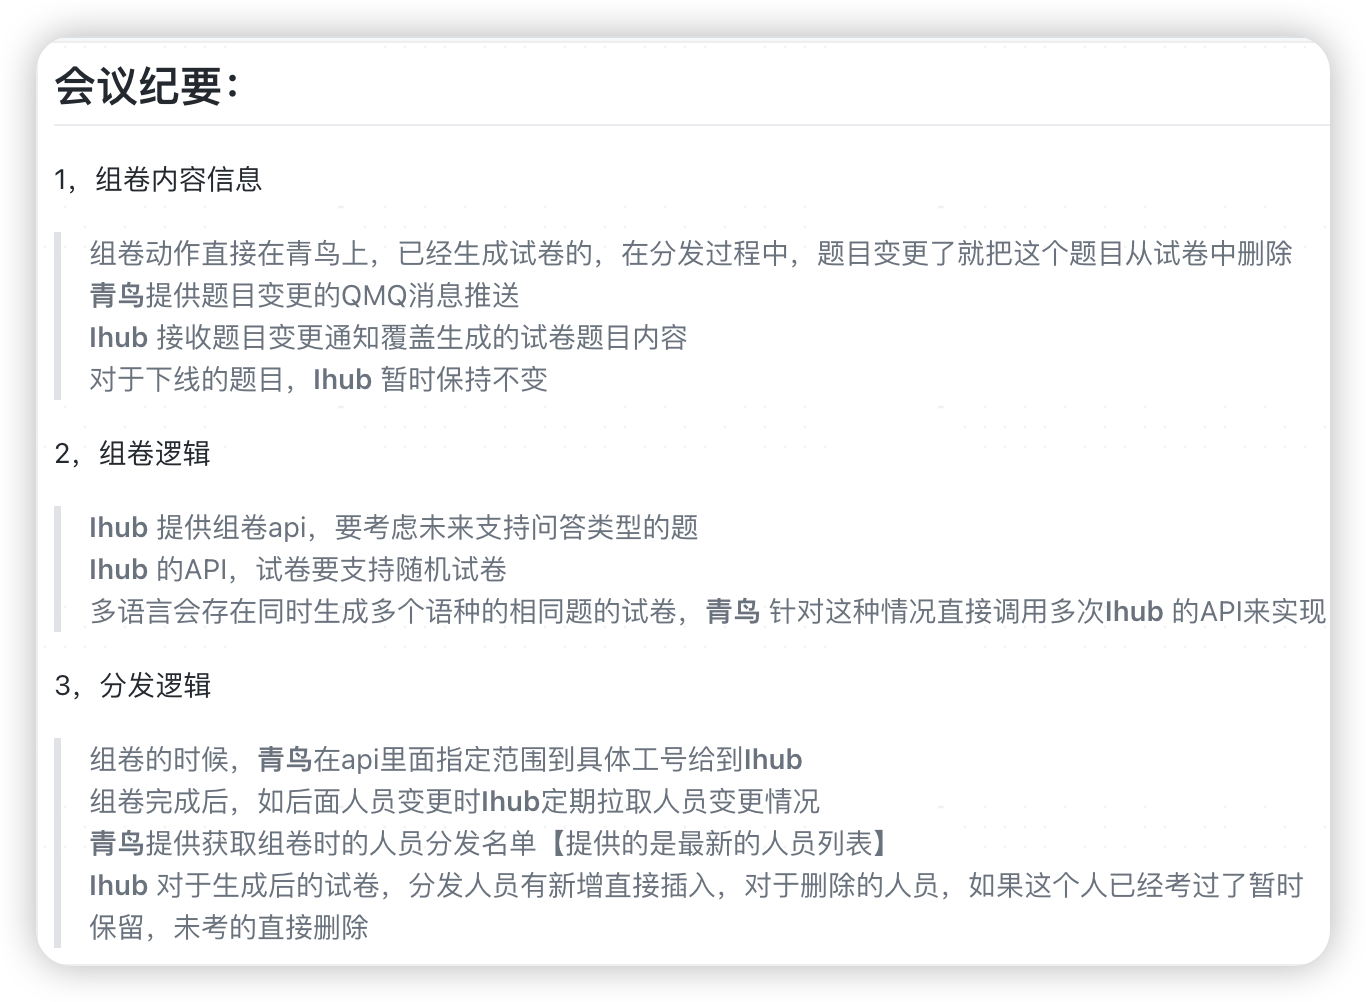 会议纪要：
1，组卷内容信息
组卷动作直接在青鸟上，已经生成试卷的，在分发过程中，题目变更了就把这个题目从试卷中删除
青鸟提供题目变更的QMQ消息推送
Ihub 接收题目变更通知覆盖生成的试卷题目内容
对于下线的题目，Ihub 暂时保持不变
2，组卷逻辑
Ihub 提供组卷api，要考虑未来支持问答类型的题
Ihub 的API，试卷要支持随机试卷
多语言会存在同时生成多个语种的相同题的试卷，青鸟 针对这种情况直接调用多次Ihub 的API来实现
3，分发逻辑
组卷的时候，青鸟在api里面指定范围到具体工号给到Ihub
组卷完成后，如后面人员变更时Ihub定期拉取人员变更情况
青鸟提供获取组卷时的人员分发名单【提供的是最新的人员列表】
Ihub 对于生成后的试卷，分发人员有新增直接插入，对于删除的人员，如果这个人已经考过了暂时
保留，未考的直接删除